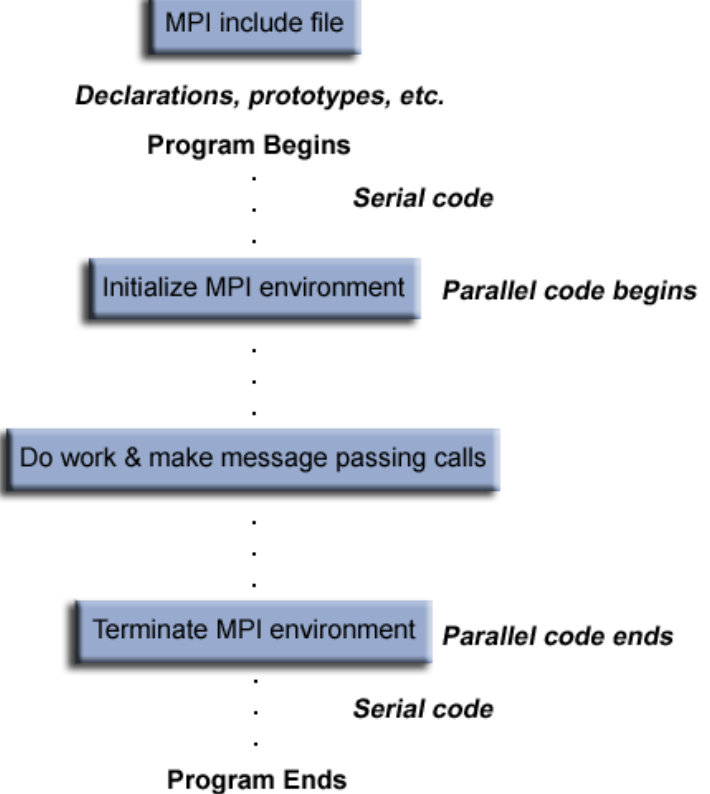 MPI include file
Declarations, prototypes, etc.
Program Begins
Serial code
Initialize MPI environment
Parallel code begins
Do work & make message passing calls
Terminate MPI environment
Parallel code ends
Serial code
Program Ends